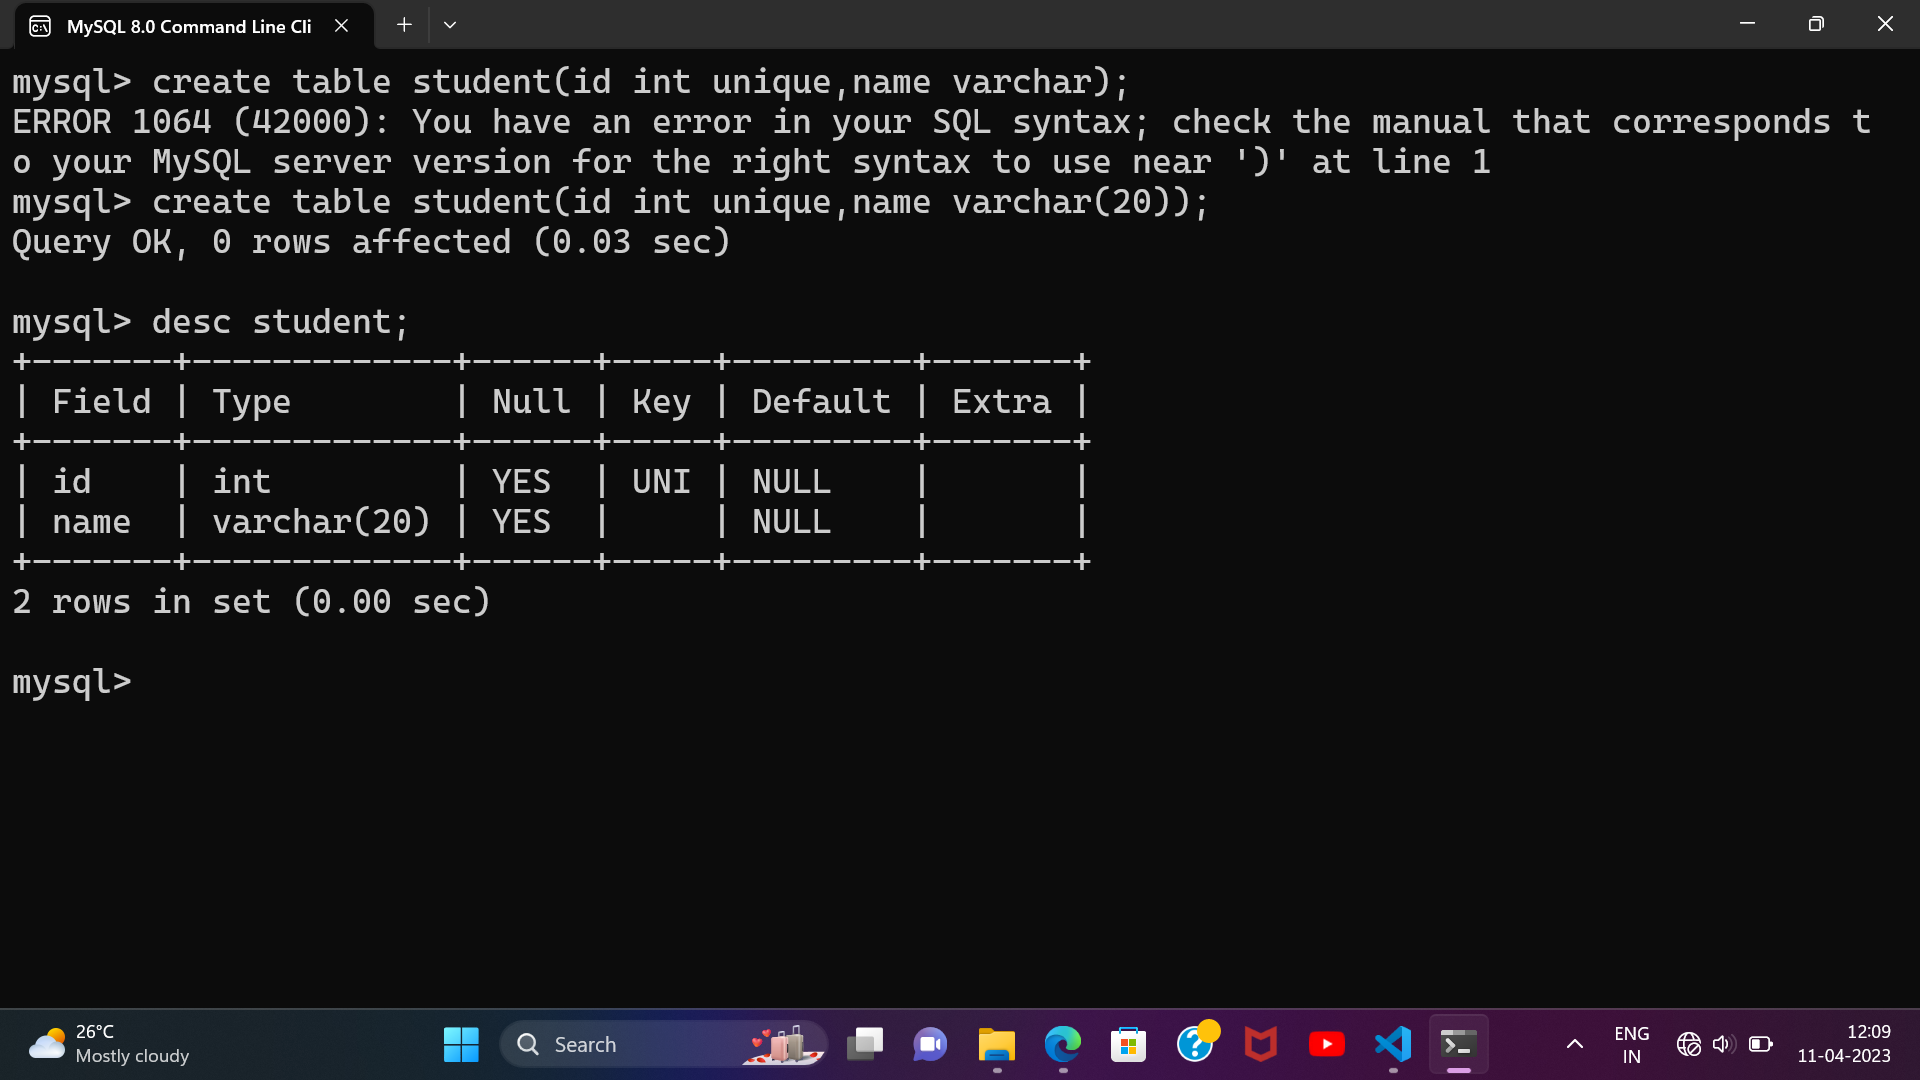 MySQL 8.0 Command Line Cli
mysql> create table student(id int unique,name varchar);
ERROR 1064 (42000): You have an error in your SQL syntax; check the manual that corresponds t
o your MySQL server version for the right syntax to use near ')' at line 1
mysql> create table student(id int unique,name varchar(20));
Query OK, 0 rows affected (0.03 sec)

mysql> desc student;
+-------+-------------+------+-----+---------+-------+
| Field | Type        | Null | Key | Default | Extra |
+-------+-------------+------+-----+---------+-------+
| id    | int         | YES  | UNI | NULL    |       |
| name  | varchar(20) | YES  |     | NULL    |       |
+-------+-------------+------+-----+---------+-------+
2 rows in set (0.00 sec)

mysql>
26°C
Mostly cloudy
Search
ENG
IN
12:09
11-04-2023